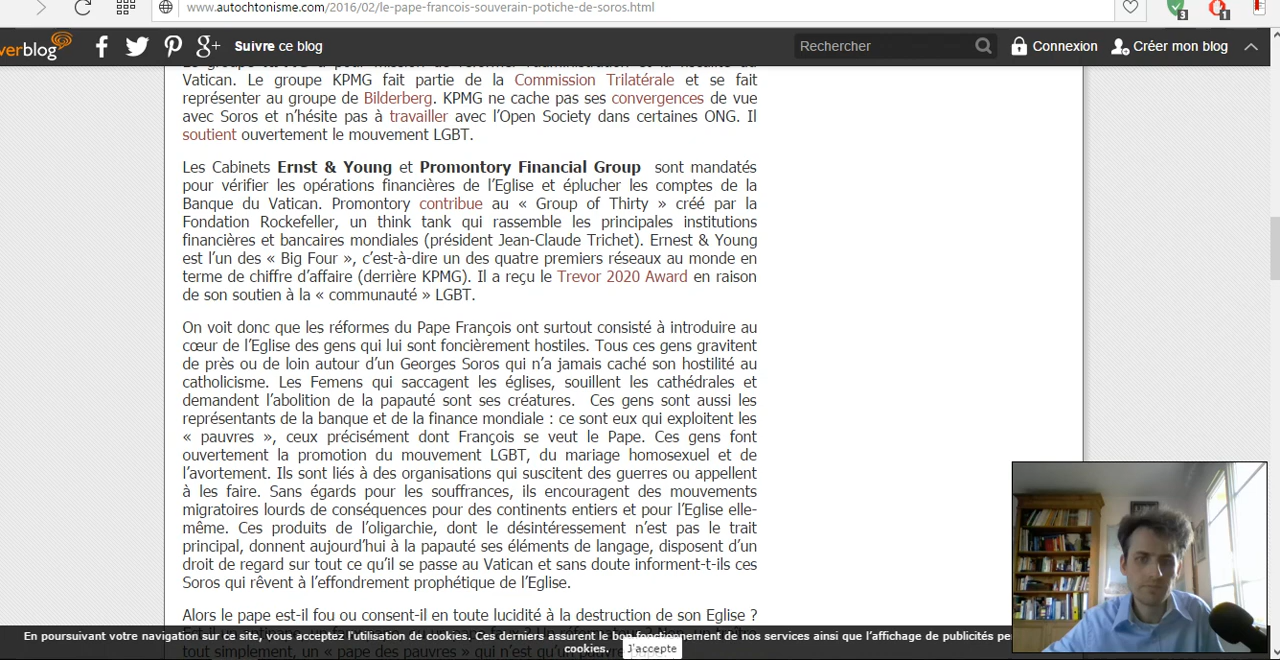 www.autochtonisme.com/2016/02/le-pape-francois-souverain-potiche-de-soros.html
3
1
verblog
g+
Suivre ce blog
Rechercher
Connexion
Créer mon blog
Vatican. Le groupe KPMG fait partie de la Commission Trilatérale et se fait
représenter au groupe de Bilderberg. KPMG ne cache pas ses convergences de vue
avec Soros et n'hésite pas à travailler avec l'Open Society dans certaines ONG. Il
soutient ouvertement le mouvement LGBT.
Les Cabinets Ernst & Young et Promontory Financial Group sont mandatés
pour vérifier les opérations financières de l'Eglise et éplucher les comptes de la
Banque du Vatican. Promontory contribue au « Group of Thirty » créé par la
Fondation Rockefeller, un think tank qui rassemble les principales institutions
financières et bancaires mondiales (président Jean-Claude Trichet). Ernest & Young
est l'un des « Big Four », c'est-à-dire un des quatre premiers réseaux au monde en
terme de chiffre d'affaire (derrière KPMG). Il a reçu le Trevor 2020 Award en raison
de son soutien à la « communauté » LGBT.
On voit donc que les réformes du Pape François ont surtout consisté à introduire au
cœur de l'Eglise des gens qui lui sont foncièrement hostiles. Tous ces gens gravitent
de près ou de loin autour d'un Georges Soros qui n'a jamais caché son hostilité au
catholicisme. Les Femens qui saccagent les églises, souillent les cathédrales et
demandent l'abolition de la papauté sont ses créatures. Ces gens sont aussi les
représentants de la banque et de la finance mondiale : ce sont eux qui exploitent les
« pauvres », ceux précisément dont François se veut le Pape. Ces gens font
ouvertement la promotion du mouvement LGBT, du mariage homosexuel et de
l'avortement. Ils sont liés à des organisations qui suscitent des guerres ou appellent
à les faire. Sans égards pour les souffrances, ils encouragent des mouvements
migratoires lourds de conséquences pour des continents entiers et pour l'Eglise elle-
même. Ces produits de l'oligarchie, dont le désintéressement n'est pas le trait
principal, donnent aujourd'hui à la papauté ses éléments de langage, disposent d'un
droit de regard sur tout ce qu'il se passe au Vatican et sans doute informent-t-ils ces
Soros qui rêvent à l'effondrement prophétique de l'Eglise.
Alors le pape est-il fou ou consent-il en toute lucidité à la destruction de son Eglise ?
En poursuivant votre navigation sur ce site, vous acceptez l'utilisation de cookies. Ces derniers assurent le bon fonctionnement de nos services ainsi que l'affichage de publicités pe
cookies. J'accepte
tout simplement, un « pape des pauvres » qui n'est qu'un